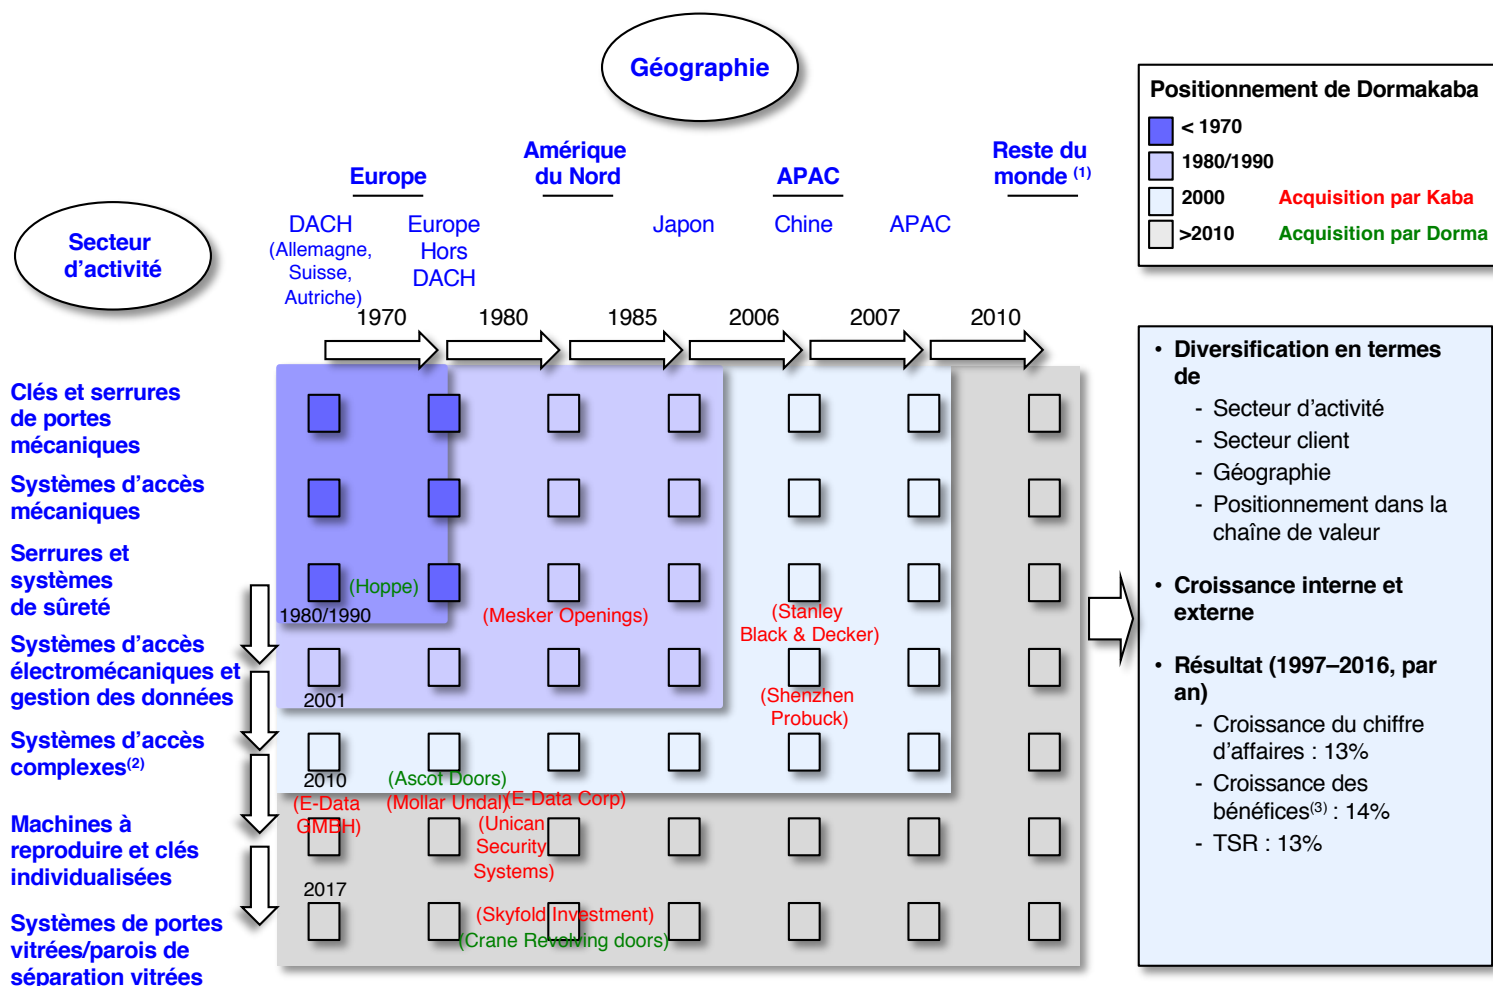 Géographie
Positionnement de Dormakaba
< 1970
1980/1990
2000 Acquisition par Kaba
>2010 Acquisition par Dorma
Secteur
d’activité
Europe
Amérique
du Nord
APAC
Reste du
monde (1)
DACH
(Allemagne,
Suisse,
Autriche)
Europe
Hors
DACH
Japon
Chine
APAC
1970
1980
1985
2006
2007
2010
Clés et serrures
de portes
mécaniques
Systèmes d’accès
mécaniques
Serrures et
systèmes
de sûreté
(Hoppe)
1980/1990
(Mesker Openings)
(Stanley
Black & Decker)
Systèmes d’accès
électromécaniques et
gestion des données
2001
(Shenzhen
Probuck)
Systèmes d’accès
complexes(2)
2010
(E-Data
GMBH)
(Ascot Doors)
(Mollar Undal)
(E-Data Corp)
(Unican
Security
Systems)
Machines à
reproduire et clés
individualisées
2017
Systèmes de portes
vitrées/parois de
séparation vitrées
(Skyfold Investment)
(Crane Revolving doors)
• Diversification en termes
de
- Secteur d’activité
- Secteur client
- Géographie
- Positionnement dans la
chaîne de valeur
• Croissance interne et
externe
• Résultat (1997–2016, par
an)
- Croissance du chiffre
d’affaires : 13%
- Croissance des
bénéfices(3) : 14%
- TSR : 13%